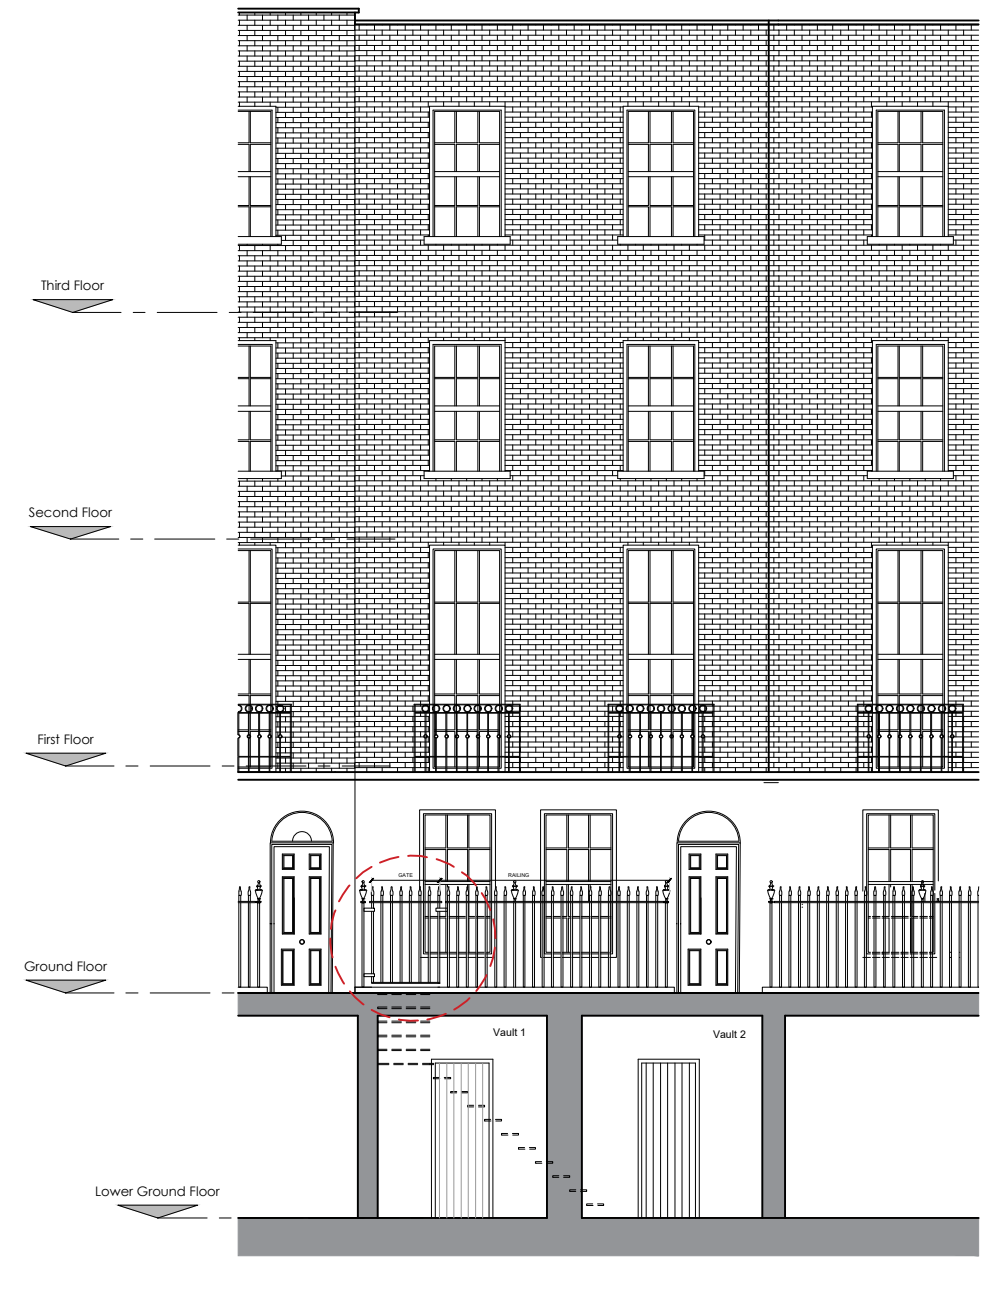 Third Floor
Second Floor
First Floor
GATE
RAILING
Ground Floor
Vault 1
Vault 2
Lower Ground Floor